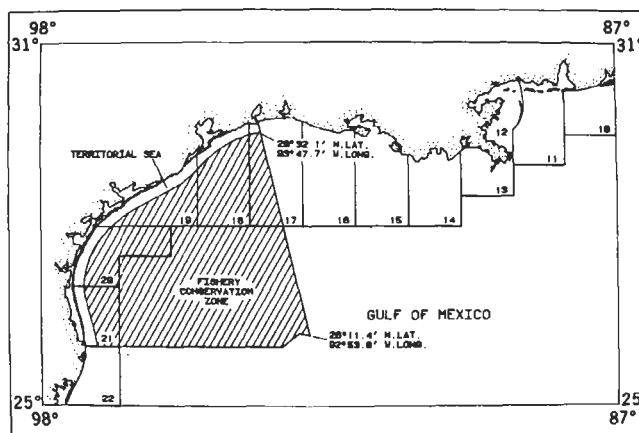 98°
87°
31°
31°
12
10
29°32.1' N.LAT.
93°47.7' W.LONG.
TERRITORIAL SEA
11
13
19
18
17
16
15
14
FISHERY
CONSERVATION
ZONE
20
GULF OF MEXICO
26°11.4' N.LAT.
92°53.8' W.LONG.
21
22
25°
25
98°
87°